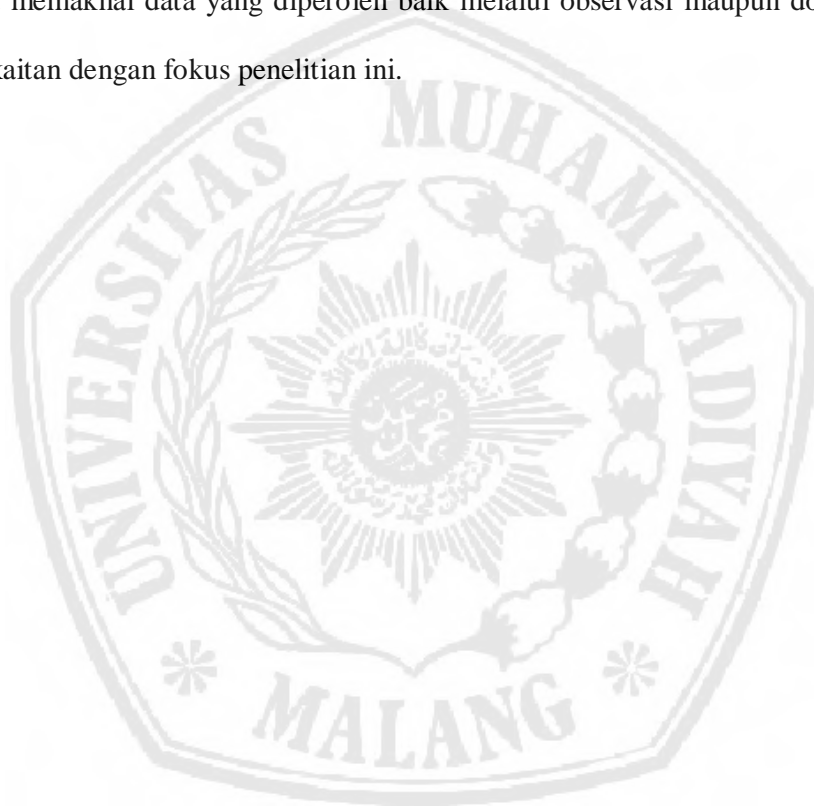 memaknai data yang diperoleh baik melalui observasi maupun do
kaitan dengan fokus penelitian ini.
UNIVERSITAS MUHAMMADIYAH
MALANG